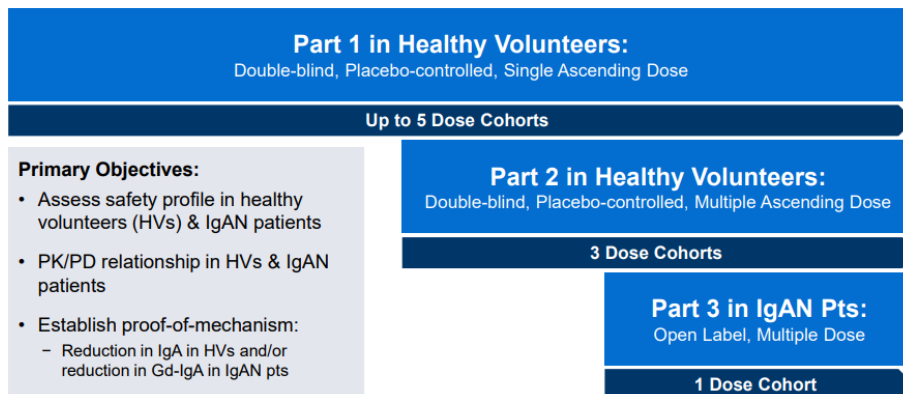 Part 1 in Healthy Volunteers:
Double-blind, Placebo-controlled, Single Ascending Dose
Up to 5 Dose Cohorts
Primary Objectives:
• Assess safety profile in healthy
volunteers (HVs) & IgAN patients
• PK/PD relationship in HVs & IgAN
patients
• Establish proof-of-mechanism:
− Reduction in IgA in HVs and/or
reduction in Gd-IgA in IgAN pts
Part 2 in Healthy Volunteers:
Double-blind, Placebo-controlled, Multiple Ascending Dose
3 Dose Cohorts
Part 3 in IgAN Pts:
Open Label, Multiple Dose
1 Dose Cohort